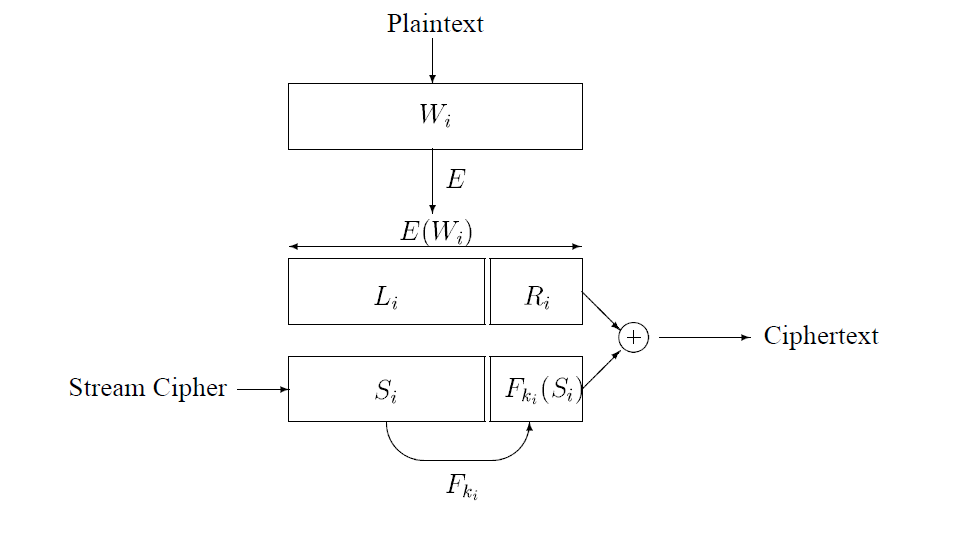 Plaintext
W_i
E
E(W_i)
L_i R_i
+ Ciphertext
Stream Cipher S_i F_{k_i}(S_i)
F_{k_i}